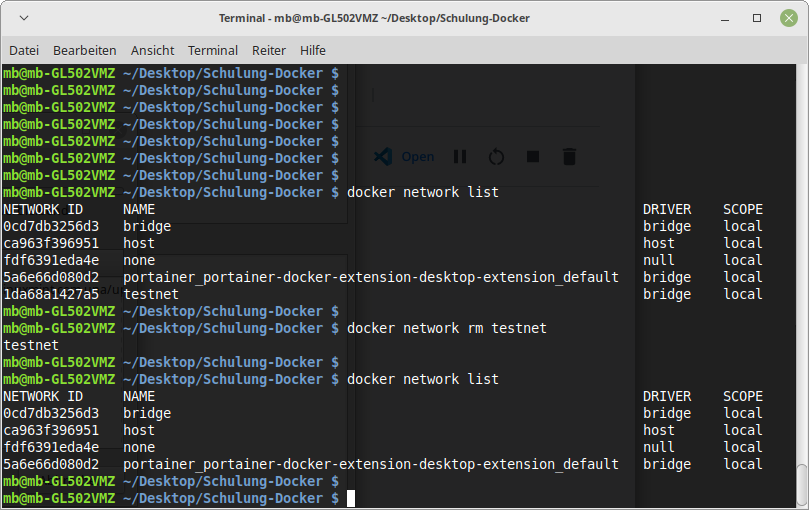 Terminal - mb@mb-GL502VMZ ~/Desktop/Schulung-Docker
Datei Bearbeiten Ansicht Terminal Reiter Hilfe
mb@mb-GL502VMZ ~/Desktop/Schulung-Docker $
mb@mb-GL502VMZ ~/Desktop/Schulung-Docker $
mb@mb-GL502VMZ ~/Desktop/Schulung-Docker $
mb@mb-GL502VMZ ~/Desktop/Schulung-Docker $
mb@mb-GL502VMZ ~/Desktop/Schulung-Docker $
mb@mb-GL502VMZ ~/Desktop/Schulung-Docker $
Open
mb@mb-GL502VMZ ~/Desktop/Schulung-Docker $
mb@mb-GL502VMZ ~/Desktop/Schulung-Docker $ docker network list
NETWORK ID NAME DRIVER SCOPE
0cd7db3256d3 bridge bridge local
ca963f396951 host host local
fdf6391eda4e none null local
5a6e66d080d2 portainer_portainer-docker-extension-desktop-extension_default bridge local
1da68a1427a5 testnet bridge local
mb@mb-GL502VMZ ~/Desktop/Schulung-Docker $
mb@mb-GL502VMZ ~/Desktop/Schulung-Docker $ docker network rm testnet
testnet
mb@mb-GL502VMZ ~/Desktop/Schulung-Docker $
mb@mb-GL502VMZ ~/Desktop/Schulung-Docker $ docker network list
NETWORK ID NAME DRIVER SCOPE
0cd7db3256d3 bridge bridge local
ca963f396951 host host local
fdf6391eda4e none null local
5a6e66d080d2 portainer_portainer-docker-extension-desktop-extension_default bridge local
mb@mb-GL502VMZ ~/Desktop/Schulung-Docker $
mb@mb-GL502VMZ ~/Desktop/Schulung-Docker $